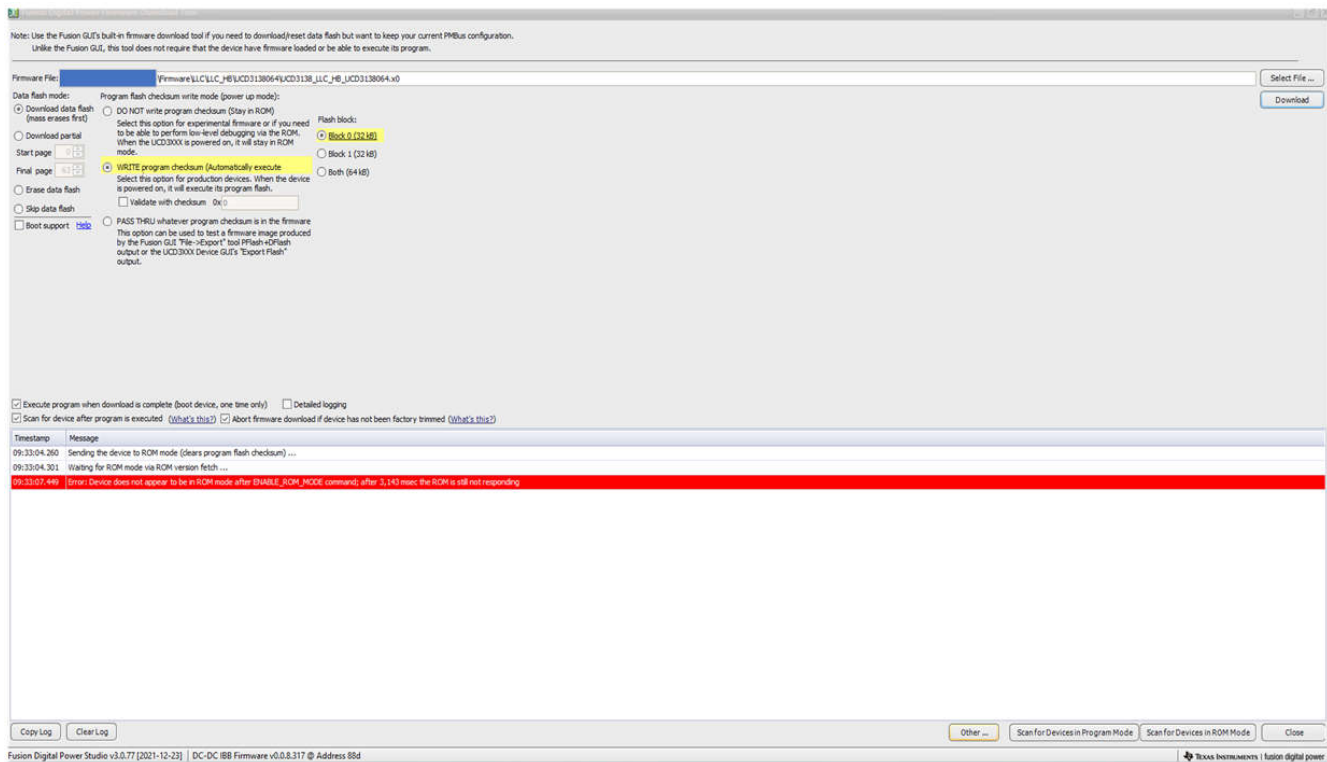 Fusion Digital Power Firmware Download Tool
Note: Use the Fusion GUI's built-in firmware download tool if you need to download/reset data flash but want to keep your current PMBus configuration.
Unlike the Fusion GUI, this tool does not require that the device have firmware loaded or be able to execute its program.
Firmware File: \Firmware\LLC\LLC_HB\UCD3138064\UCD3138_LLC_HB_UCD3138064.x0 Select File ...
Download
Data flash mode:
Download data flash
(mass erases first)
Download partial
Start page 0
Final page 63
Erase data flash
Skip data flash
Boot support Help
Program flash checksum write mode (power up mode):
DO NOT write program checksum (Stay in ROM)
Select this option for experimental firmware or if you need
to be able to perform low-level debugging via the ROM.
When the UCD3XXX is powered on, it will stay in ROM
mode.
WRITE program checksum (Automatically execute
Select this option for production devices. When the device
is powered on, it will execute its program flash.
Validate with checksum 0x 0
PASS THRU whatever program checksum is in the firmware
This option can be used to test a firmware image produced
by the Fusion GUI "File->Export" tool PFlash+DFlash
output or the UCD3XXX Device GUI's "Export Flash"
output.
Flash block:
Block 0 (32 kB)
Block 1 (32 kB)
Both (64 kB)
Execute program when download is complete (boot device, one time only) Detailed logging
Scan for device after program is executed (What's this?) Abort firmware download if device has not been factory trimmed (What's this?)
Timestamp Message
09:33:04.260 Sending the device to ROM mode (clears program flash checksum) ...
09:33:04.301 Waiting for ROM mode via ROM version fetch ...
09:33:07.449 Error: Device does not appear to be in ROM mode after ENABLE_ROM_MODE command; after 3,143 msec the ROM is still not responding
Copy Log Clear Log Other ... Scan for Devices in Program Mode Scan for Devices in ROM Mode Close
Fusion Digital Power Studio v3.0.77 [2021-12-23] DC-DC IBB Firmware v0.0.8.317 @ Address 88d TEXAS INSTRUMENTS | fusion digital power